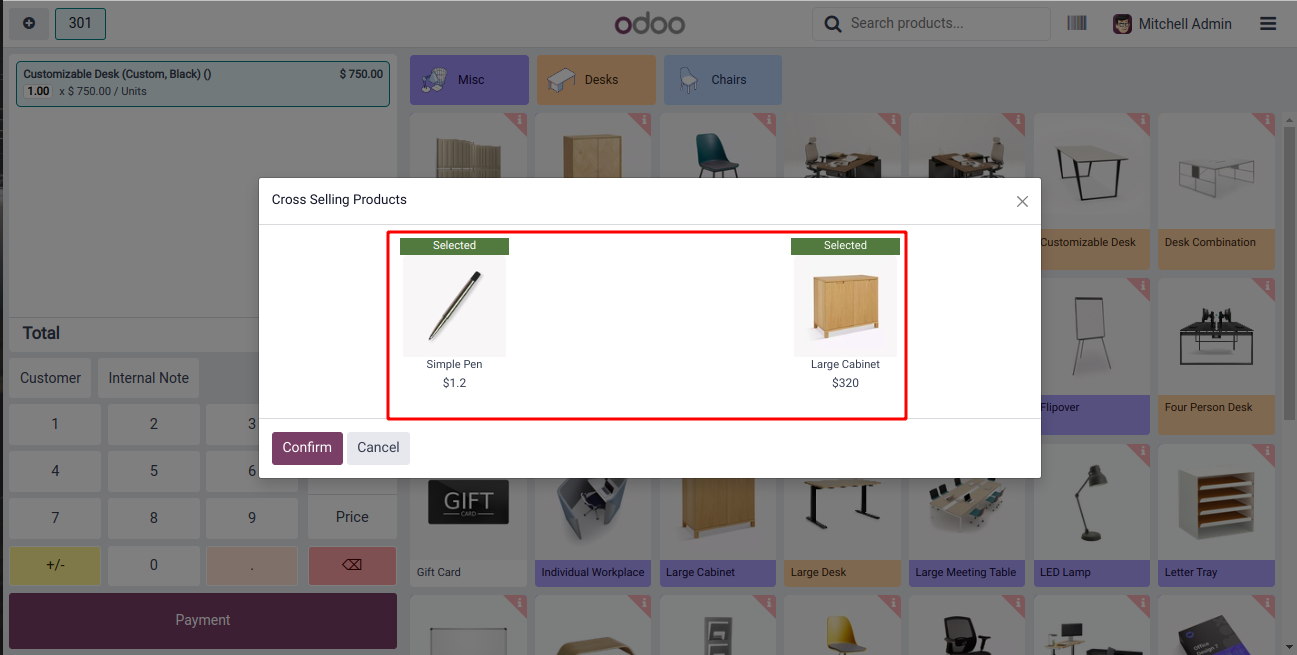 301
odoo
Search products...
Mitchell Admin
Customizable Desk (Custom, Black) ()
$ 750.00
1.00 x $ 750.00 / Units
Misc
Desks
Chairs
Cross Selling Products
Selected
Simple Pen
$1.2
Selected
Large Cabinet
$320
Confirm
Cancel
Customizable Desk
Desk Combination
Flipover
Four Person Desk
Total
Customer
Internal Note
1
2
3
4
5
6
7
8
9
Price
+/-
0
.
Payment
GIFT
CARD
Gift Card
Individual Workplace
Large Cabinet
Large Desk
Large Meeting Table
LED Lamp
Letter Tray
Office
Design